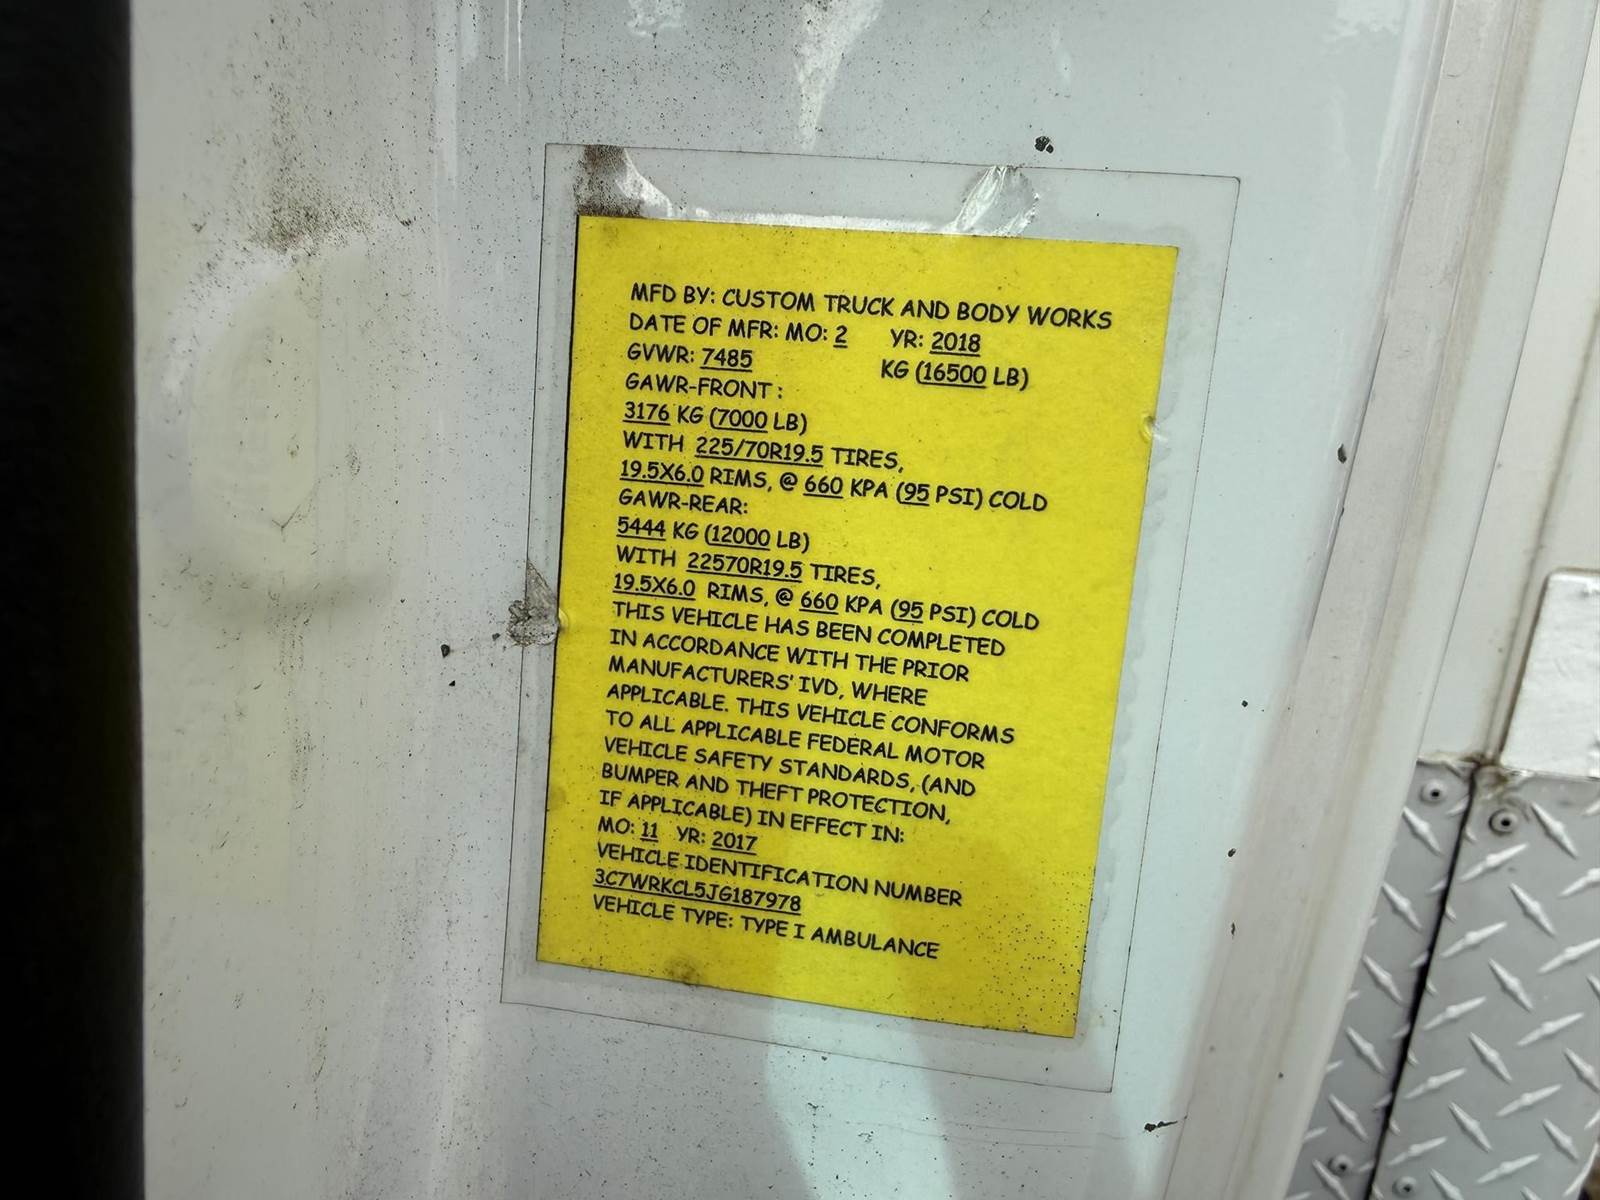 MFD BY: CUSTOM TRUCK AND BODY WORKS
DATE OF MFR: MO: 2 YR: 2018
GVWR: 7485 KG (16500 LB)
GAWR-FRONT :
3176 KG (7000 LB)
WITH 225/70R19.5 TIRES,
19.5X6.0 RIMS, @ 660 KPA (95 PSI) COLD
GAWR-REAR:
5444 KG (12000 LB)
WITH 22570R19.5 TIRES,
19.5X6.0 RIMS, @ 660 KPA (95 PSI) COLD
THIS VEHICLE HAS BEEN COMPLETED
IN ACCORDANCE WITH THE PRIOR
MANUFACTURERS' IVD, WHERE
APPLICABLE. THIS VEHICLE CONFORMS
TO ALL APPLICABLE FEDERAL MOTOR
VEHICLE SAFETY STANDARDS, (AND
BUMPER AND THEFT PROTECTION,
IF APPLICABLE) IN EFFECT IN:
MO: 11 YR: 2017
VEHICLE IDENTIFICATION NUMBER
3C7WRKCL5JG187978
VEHICLE TYPE: TYPE I AMBULANCE